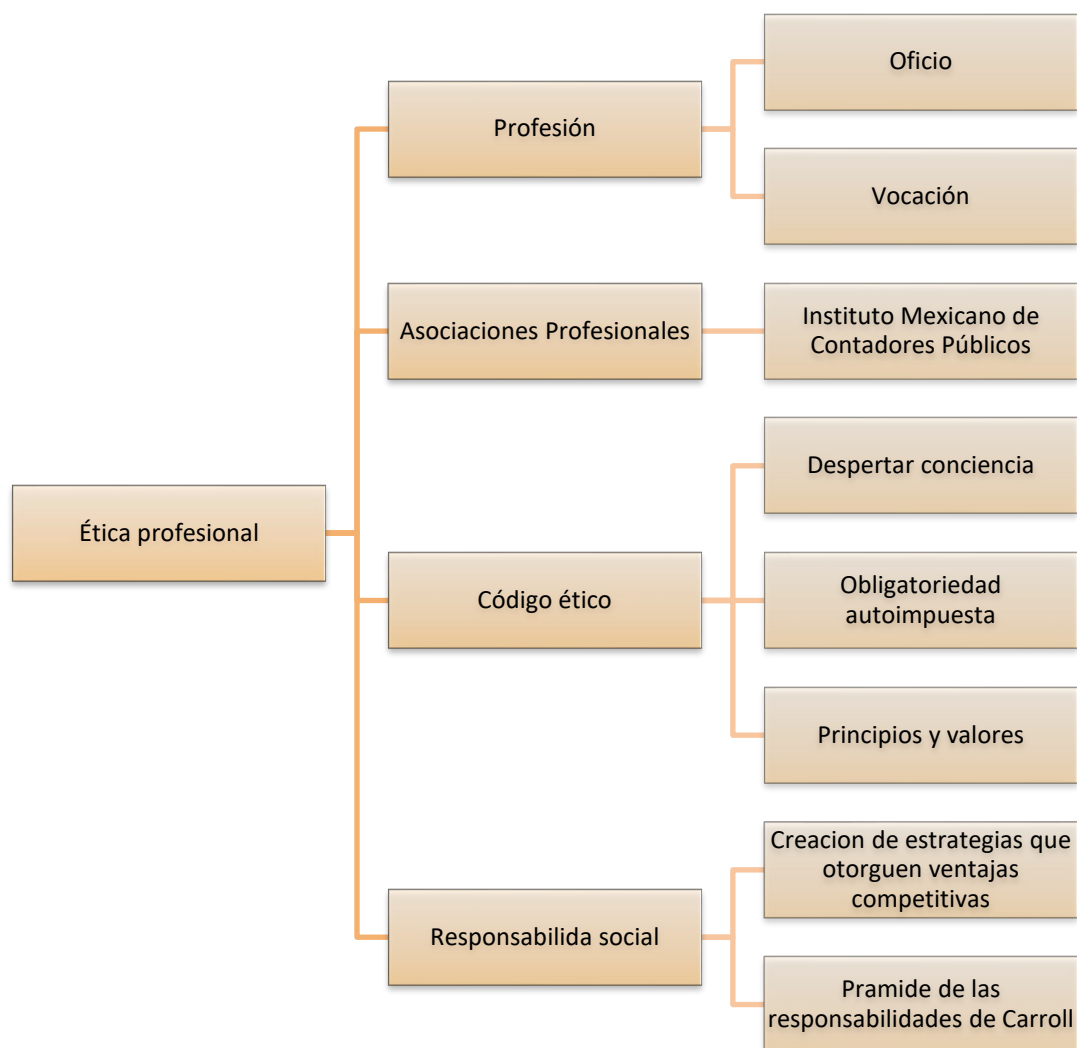 Ética profesional
Profesión
Oficio
Vocación
Asociaciones Profesionales
Instituto Mexicano de
Contadores Públicos
Código ético
Despertar conciencia
Obligatoriedad
autoimpuesta
Principios y valores
Responsabilida social
Creacion de estrategias que
otorguen ventajas
competitivas
Pramide de las
responsabilidades de Carroll